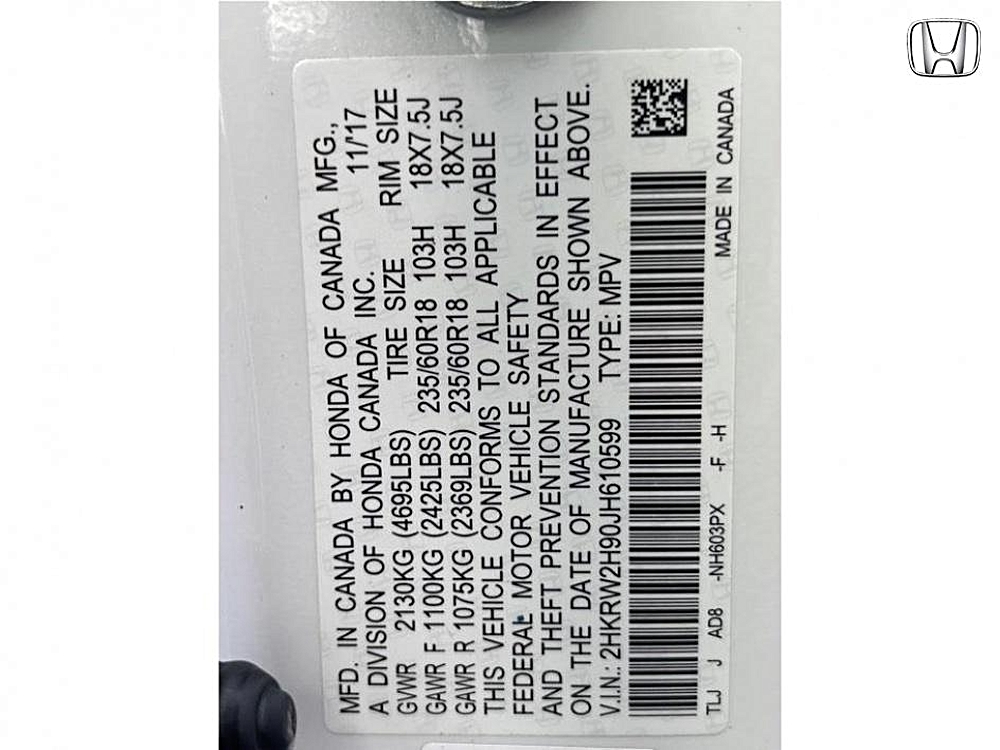 MFD. IN CANADA BY HONDA OF CANADA MFG.,
A DIVISION OF HONDA CANADA INC. 11/'17
GVWR 2130KG (4695LBS) TIRE SIZE RIM SIZE
GAWR F 1100KG (2425LBS) 235/60R18 103H 18X7.5J
GAWR R 1075KG (2369LBS) 235/60R18 103H 18X7.5J
THIS VEHICLE CONFORMS TO ALL APPLICABLE
FEDERAL MOTOR VEHICLE SAFETY
AND THEFT PREVENTION STANDARDS IN EFFECT
ON THE DATE OF MANUFACTURE SHOWN ABOVE.
V.I.N.: 2HKRW2H90JH610599 TYPE: MPV
TLJ J AD8 -NH603PX -F -H MADE IN CANADA